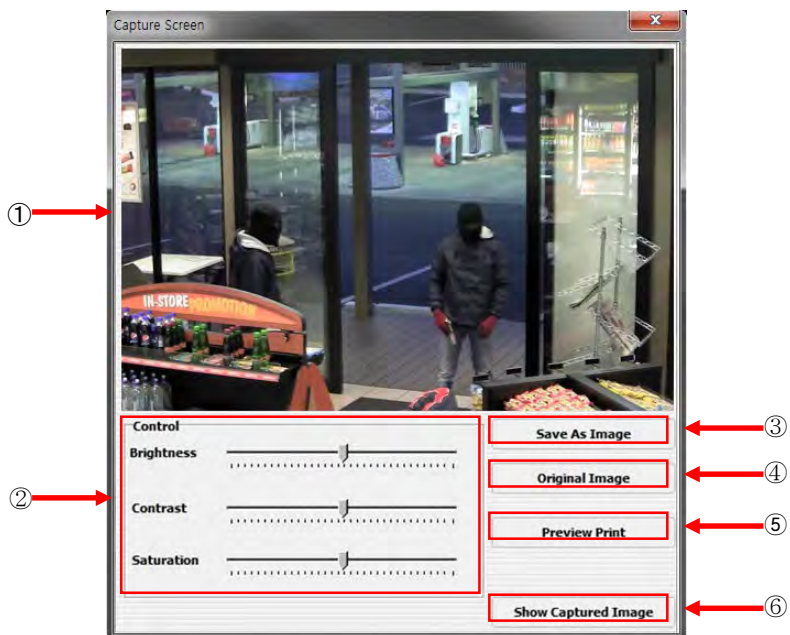 Capture Screen
x
①
IN-STORE PROMOTION
Control
Brightness
Contrast
Saturation
②
Save As Image
③
Original Image
④
Preview Print
⑤
Show Captured Image
⑥